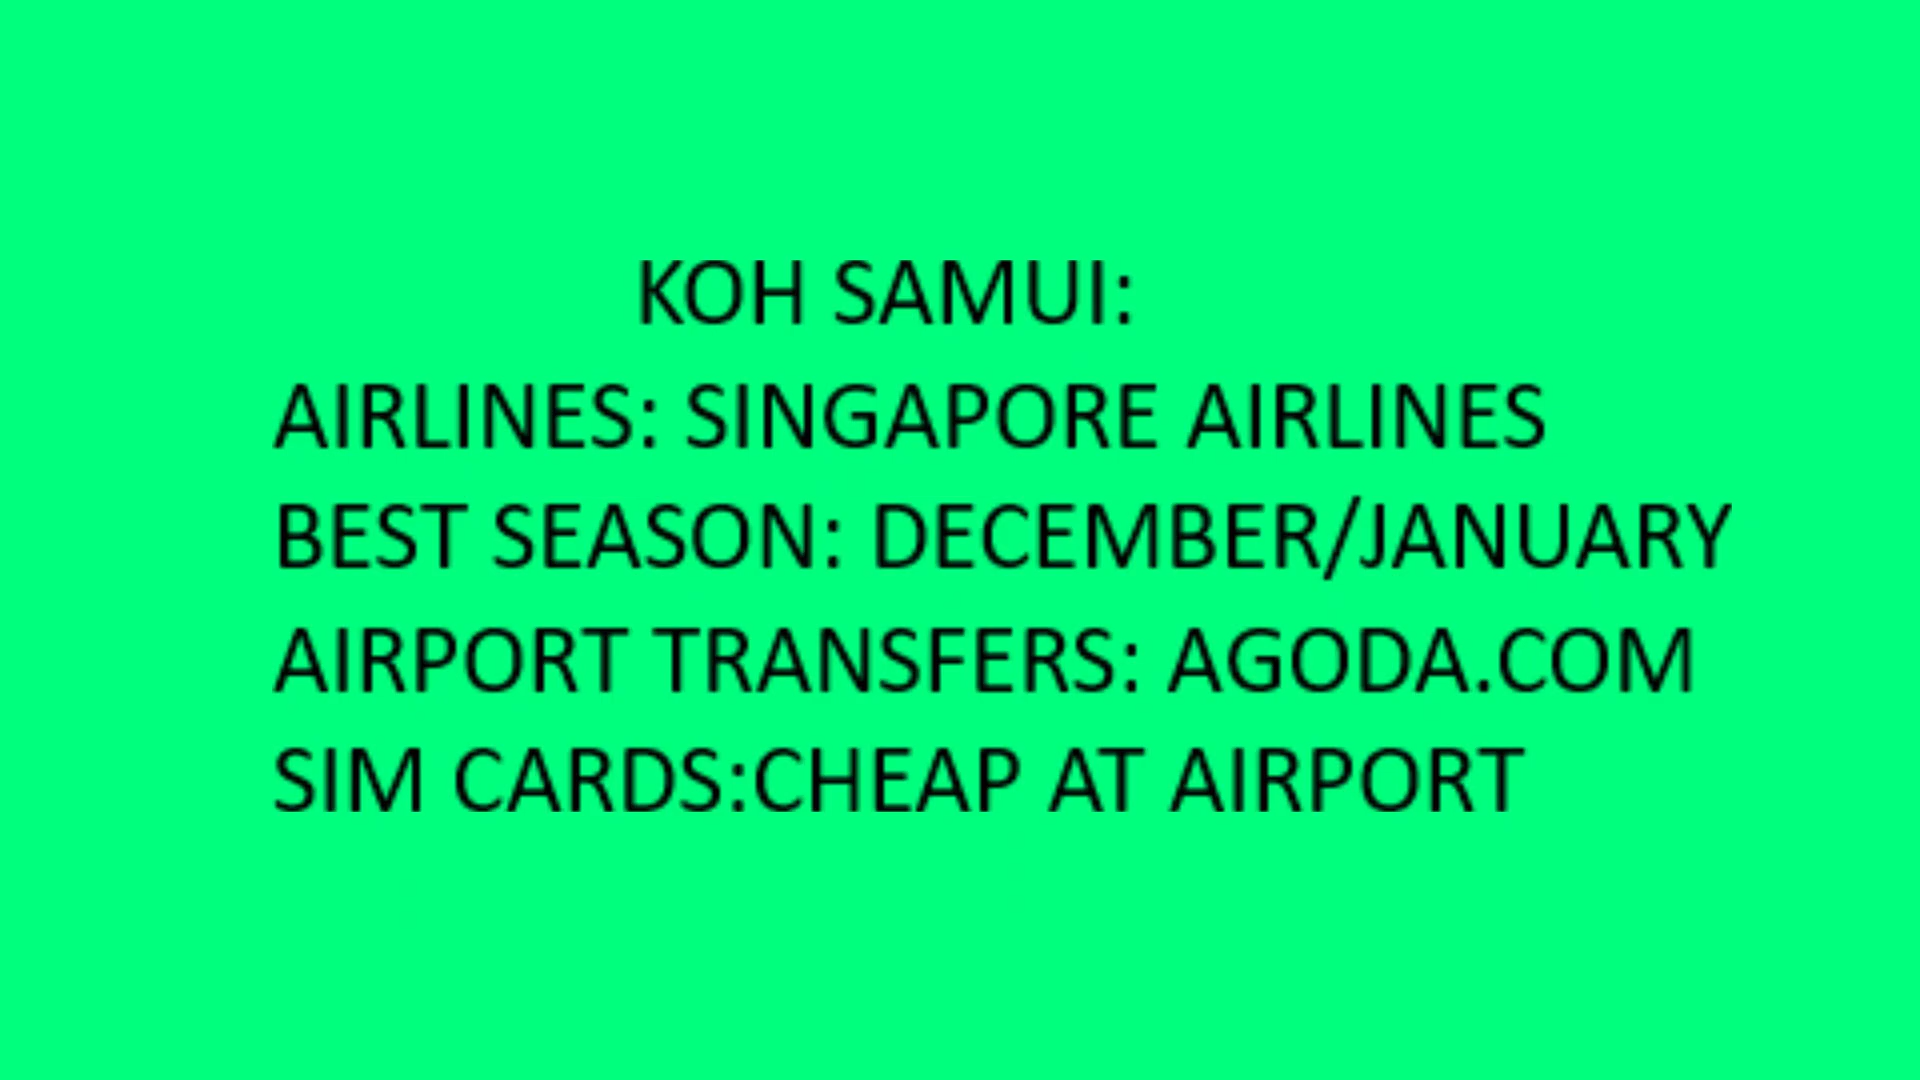 KOH SAMUI:
AIRLINES: SINGAPORE AIRLINES
BEST SEASON: DECEMBER/JANUARY
AIRPORT TRANSFERS: AGODA.COM
SIM CARDS:CHEAP AT AIRPORT